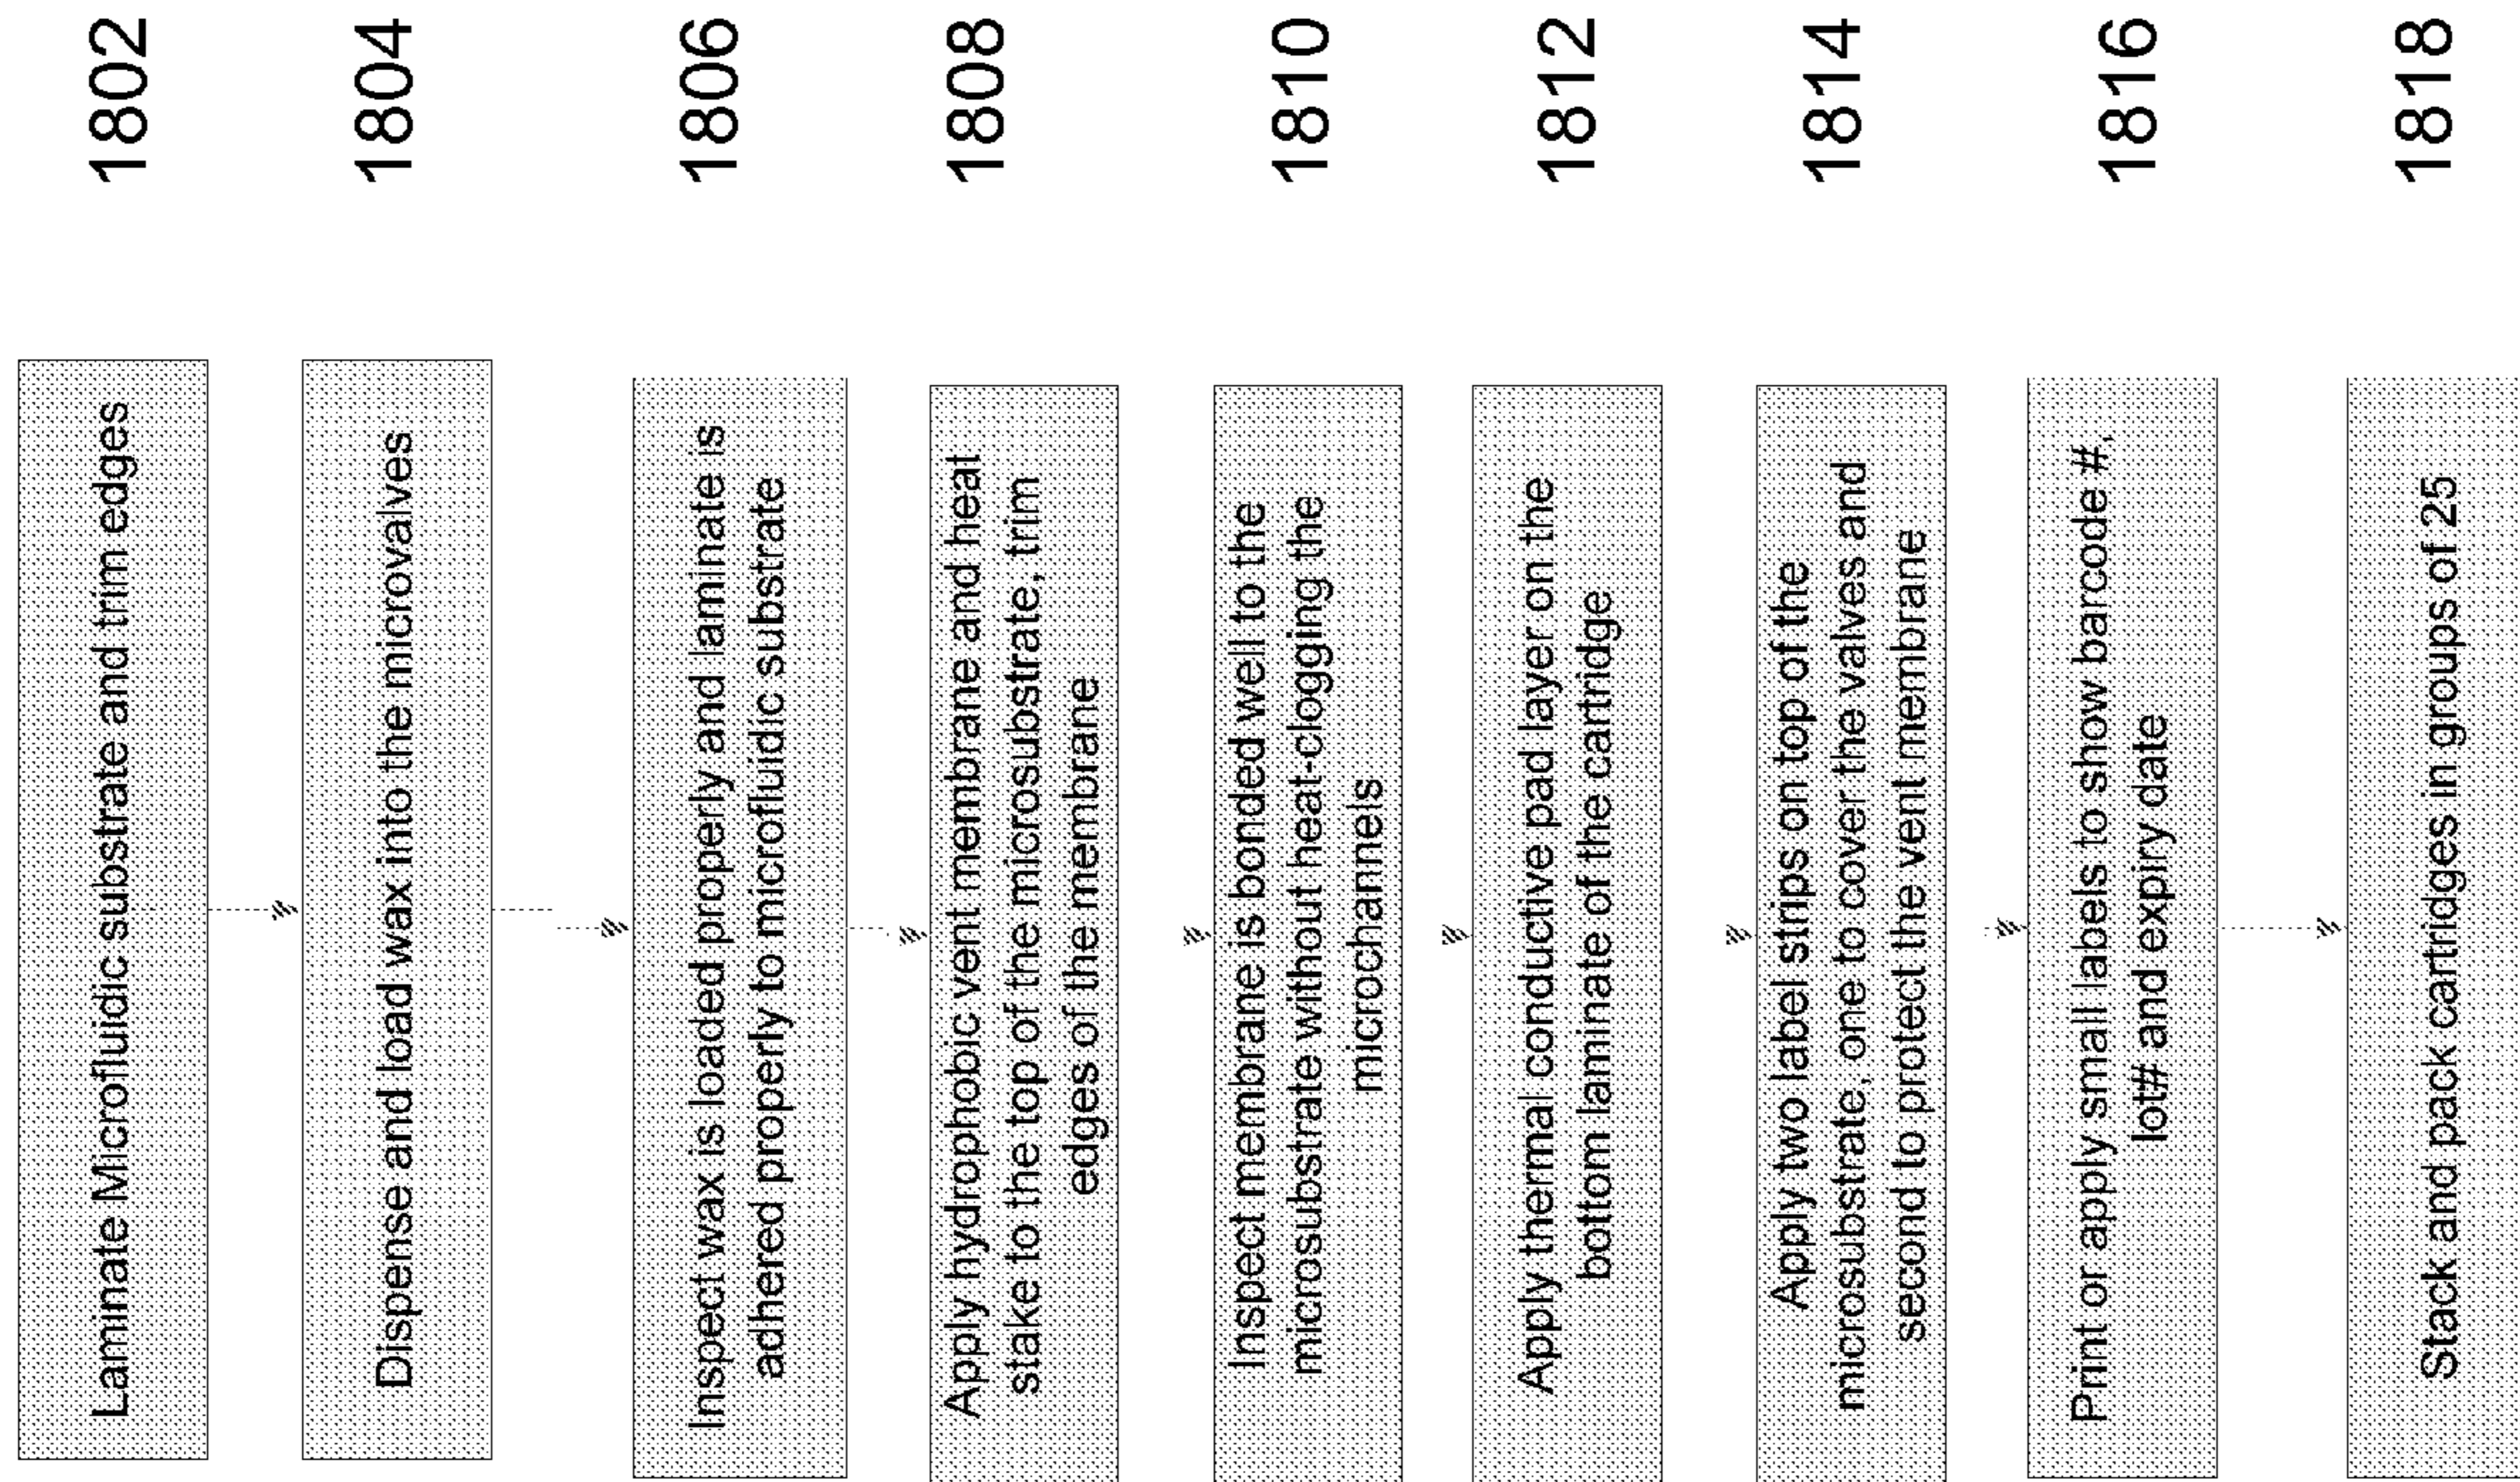 Laminate Microfluidic substrate and trim edges
1802
Dispense and load wax into the microvalves
1804
Inspect wax is loaded properly and laminate is
adhered properly to microfluidic substrate
1806
Apply hydrophobic vent membrane and heat
stake to the top of the microsubstrate, trim
edges of the membrane
1808
Inspect membrane is bonded well to the
microsubstrate without heat-clogging the
microchannels
1810
Apply thermal conductive pad layer on the
bottom laminate of the cartridge
1812
Apply two label strips on top of the
microsubstrate, one to cover the valves and
second to protect the vent membrane
1814
Print or apply small labels to show barcode #,
lot# and expiry date
1816
Stack and pack cartridges in groups of 25
1818